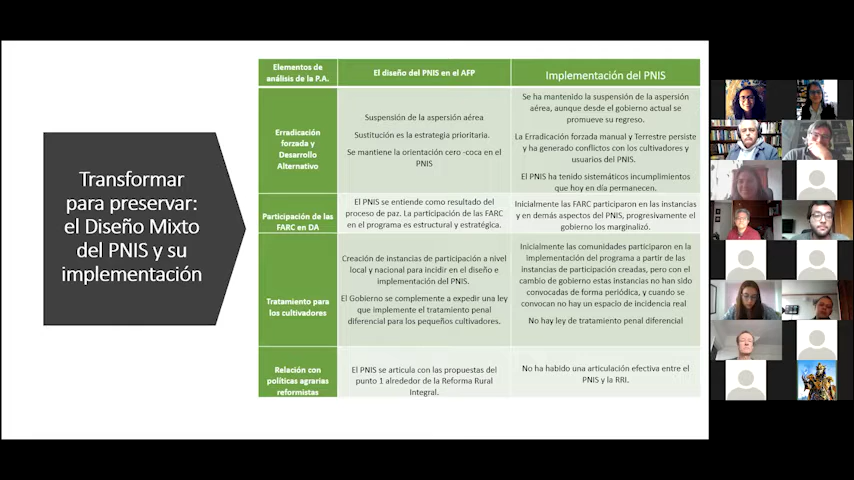 Transformar
para preservar:
el Diseño Mixto
del PNIS y su
implementación
Elementos de
análisis de la P.A.
El diseño del PNIS en el AFP
Implementación del PNIS
Erradicación
forzada y
Desarrollo
Alternativo
Suspensión de la aspersión aérea
Sustitución es la estrategia prioritaria.
Se mantiene la orientación cero -coca en el
PNIS
Se ha mantenido la suspensión de la aspersión
aérea, aunque desde el gobierno actual se
promueve su regreso.
La Erradicación forzada manual y Terrestre persiste
y ha generado conflictos con los cultivadores y
usuarios del PNIS.
El PNIS ha tenido sistemáticos incumplimientos
que hoy en día permanecen.
Participación de las
FARC en DA
El PNIS se entiende como resultado del
proceso de paz. La participación de las FARC
en el programa es estructural y estratégica.
Inicialmente las FARC participaron en las instancias
y en demás aspectos del PNIS, progresivamente el
gobierno los marginalizó.
Tratamiento para
los cultivadores
Creación de instancias de participación a nivel
local y nacional para incidir en el diseño e
implementación del PNIS.
El Gobierno se complemente a expedir una ley
que implemente el tratamiento penal
diferencial para los pequeños cultivadores.
Inicialmente las comunidades participaron en la
implementación del programa a partir de las
instancias de participación creadas, pero con el
cambio de gobierno estas instancias no han sido
convocadas de forma periódica, y cuando se
convocan no hay un espacio de incidencia real
No hay ley de tratamiento penal diferencial
Relación con
políticas agrarias
reformistas
El PNIS se articula con las propuestas del
punto 1 alrededor de la Reforma Rural
Integral.
No ha habido una articulación efectiva entre el
PNIS y la RRI.